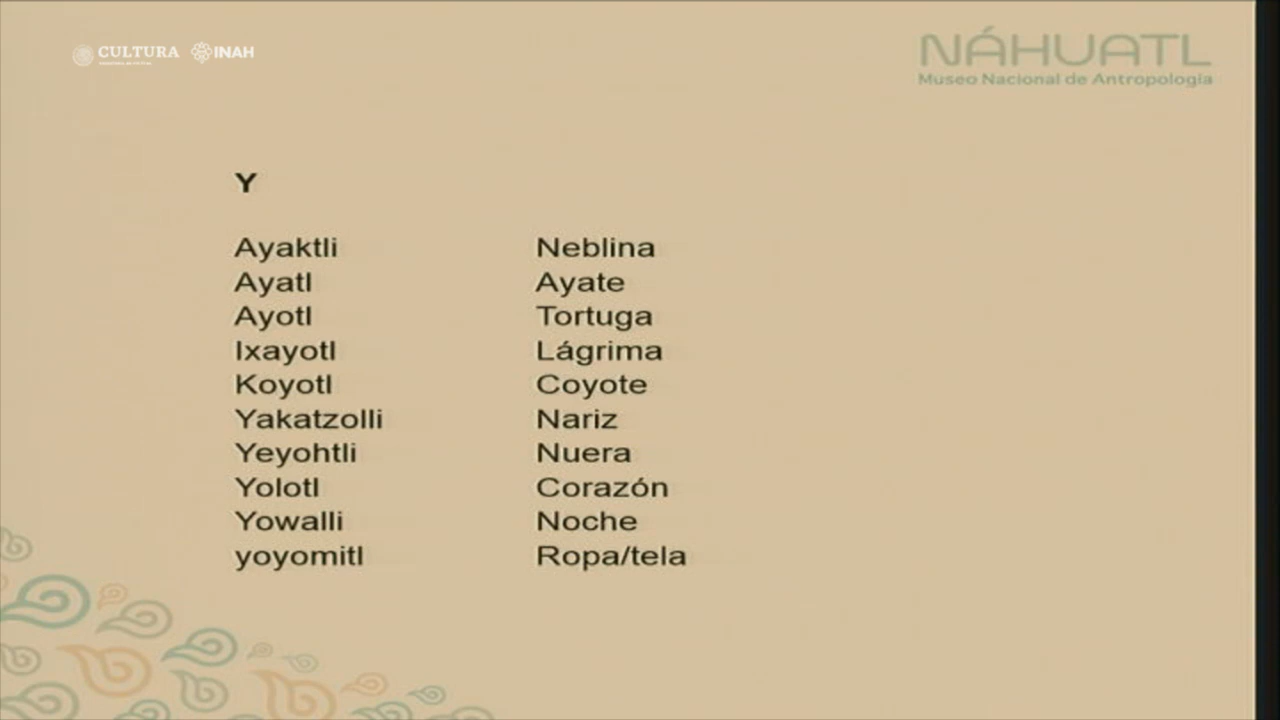 CULTURA INAH
NÁHUATL
Museo Nacional de Antropología
Y
Ayaktli Neblina
Ayatl Ayate
Ayotl Tortuga
Ixayotl Lágrima
Koyotl Coyote
Yakatzolli Nariz
Yeyohtli Nuera
Yolotl Corazón
Yowalli Noche
yoyomitl Ropa/tela